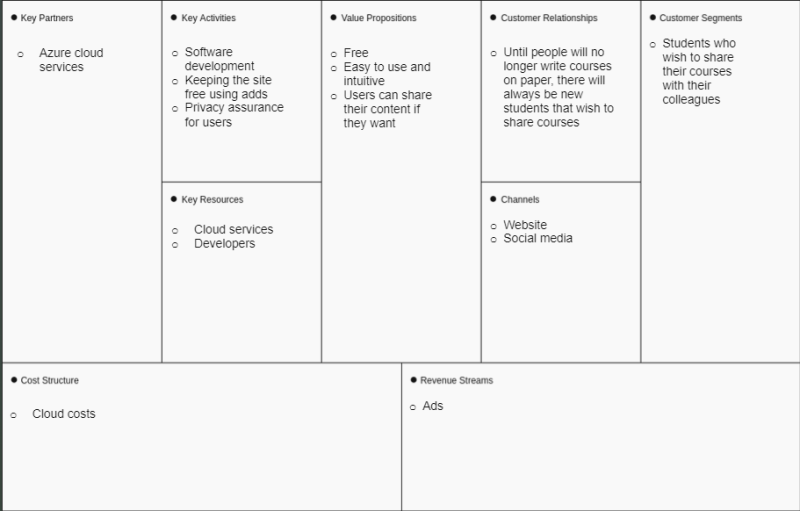 Key Partners
Azure cloud
services
Key Activities
Software
development
Keeping the site
free using adds
Privacy assurance
for users
Key Resources
Cloud services
Developers
Value Propositions
Free
Easy to use and
intuitive
Users can share
their content if
they want
Customer Relationships
Until people will no
longer write courses
on paper, there will
always be new
students that wish to
share courses
Channels
Website
Social media
Customer Segments
Students who
wish to share
their courses
with their
colleagues
Cost Structure
Cloud costs
Revenue Streams
Ads